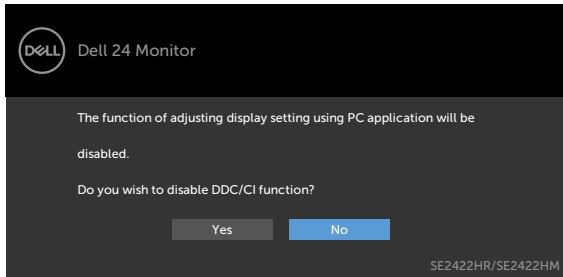 DELL
Dell 24 Monitor
The function of adjusting display setting using PC application will be
disabled.
Do you wish to disable DDC/CI function?
Yes No
SE2422HR/SE2422HM